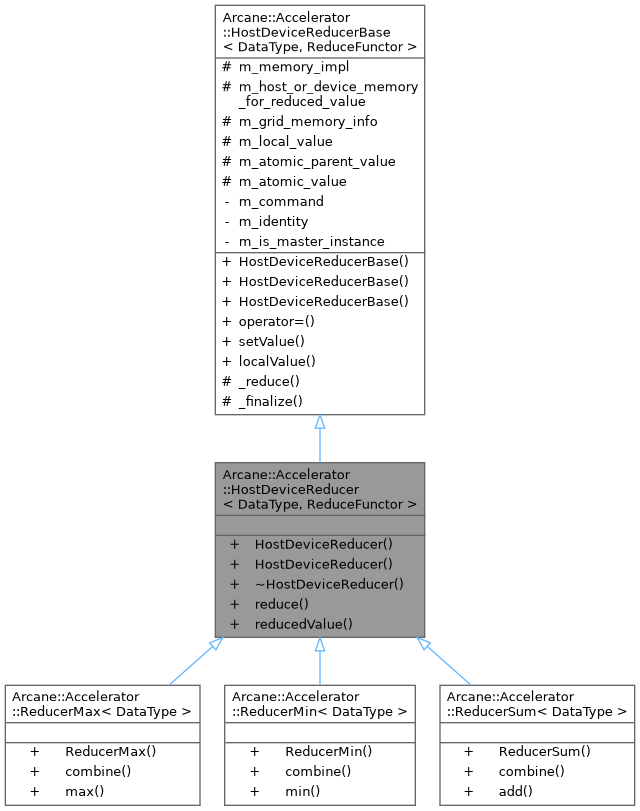 Arcane::Accelerator
::HostDeviceReducerBase
< DataType, ReduceFunctor >
# m_memory_impl
# m_host_or_device_memory
_for_reduced_value
# m_grid_memory_info
# m_local_value
# m_atomic_parent_value
# m_atomic_value
- m_command
- m_identity
- m_is_master_instance
+ HostDeviceReducerBase()
+ HostDeviceReducerBase()
+ HostDeviceReducerBase()
+ operator=()
+ setValue()
+ localValue()
# _reduce()
# _finalize()
Arcane::Accelerator
::HostDeviceReducer
< DataType, ReduceFunctor >
+ HostDeviceReducer()
+ HostDeviceReducer()
+ ~HostDeviceReducer()
+ reduce()
+ reducedValue()
Arcane::Accelerator
::ReducerMax< DataType >
+ ReducerMax()
+ combine()
+ max()
Arcane::Accelerator
::ReducerMin< DataType >
+ ReducerMin()
+ combine()
+ min()
Arcane::Accelerator
::ReducerSum< DataType >
+ ReducerSum()
+ combine()
+ add()